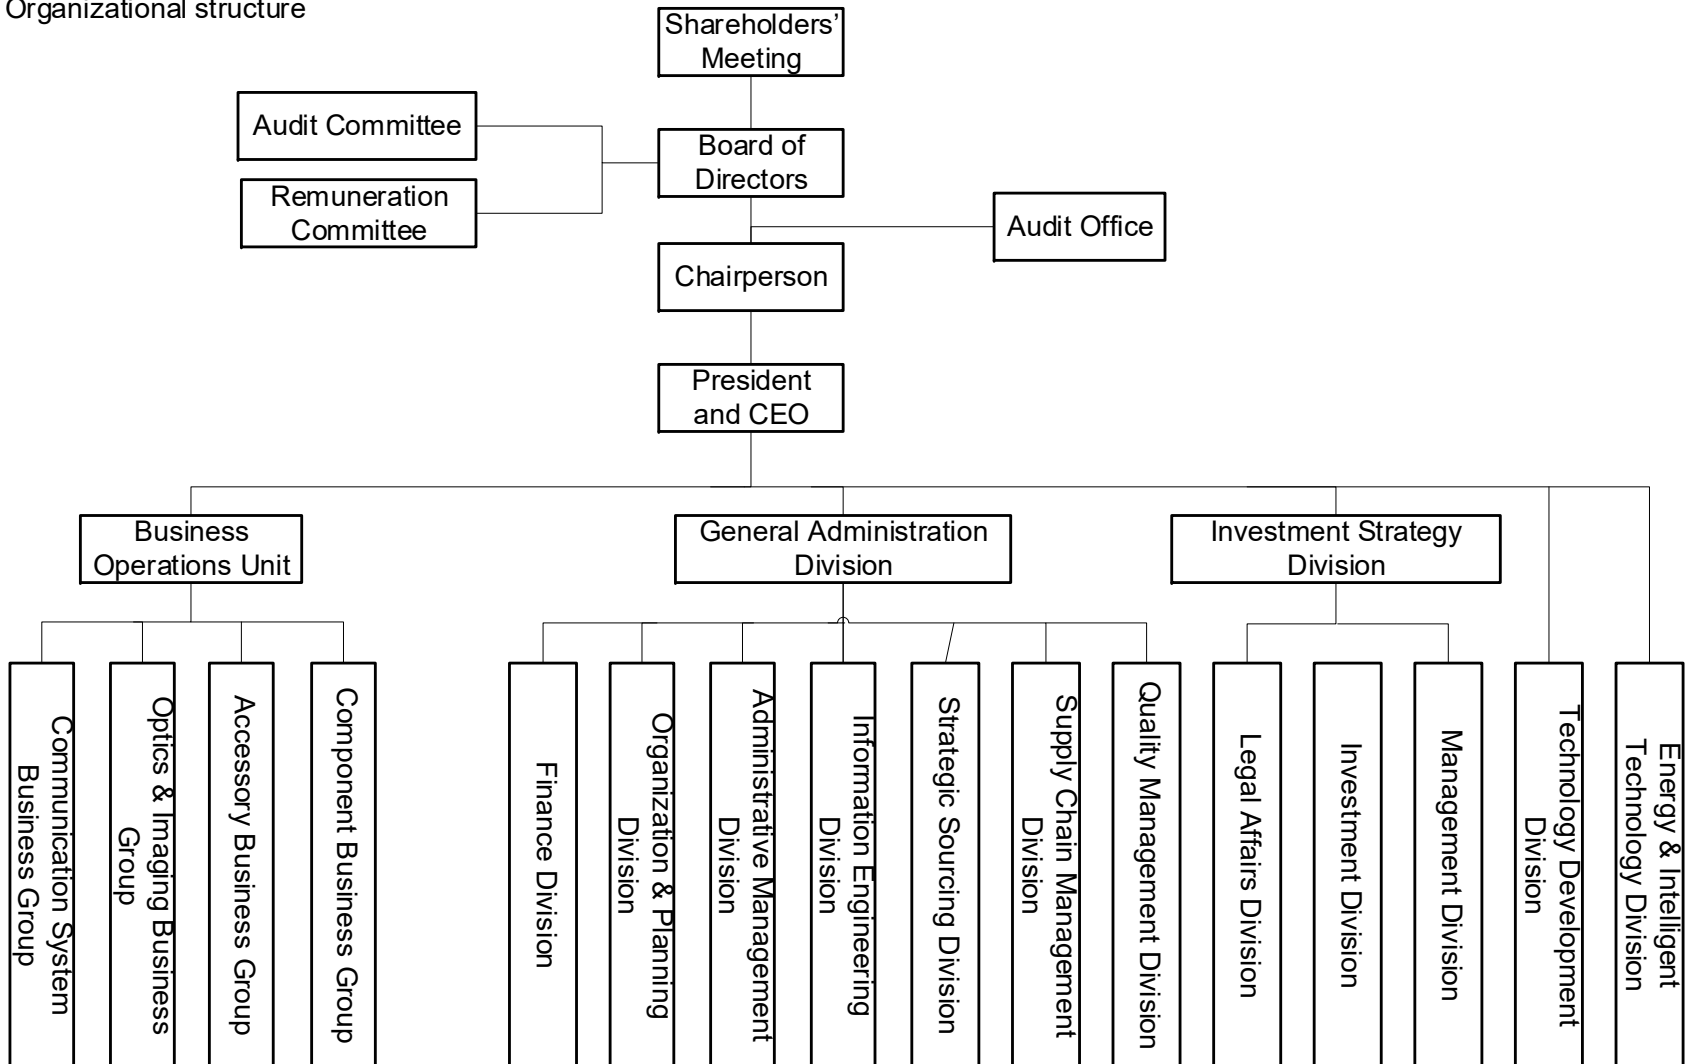 Organizational structure
Shareholders'
Meeting
Audit Committee
Board of
Directors
Remuneration
Committee
Audit Office
Chairperson
President
and CEO
Business
Operations Unit
General Administration
Division
Investment Strategy
Division
Communication System
Business Group
Optics & Imaging Business
Group
Accessory Business Group
Component Business Group
Finance Division
Organization & Planning
Division
Administrative Management
Division
Information Engineering
Division
Strategic Sourcing Division
Supply Chain Management
Division
Quality Management Division
Legal Affairs Division
Investment Division
Management Division
Technology Development
Division
Energy & Intelligent
Technology Division